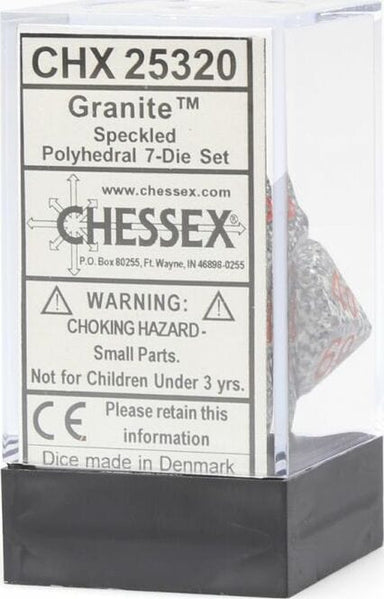 CHX 25320
Granite™
Speckled
Polyhedral 7-Die Set
www.chessex.com
CHESSEX®
P.O. Box 80255, Ft. Wayne, IN 46898-0255
WARNING:
CHOKING HAZARD-
Small Parts.
Not for Children Under 3 yrs.
CE Please retain this
information
Dice made in Denmark